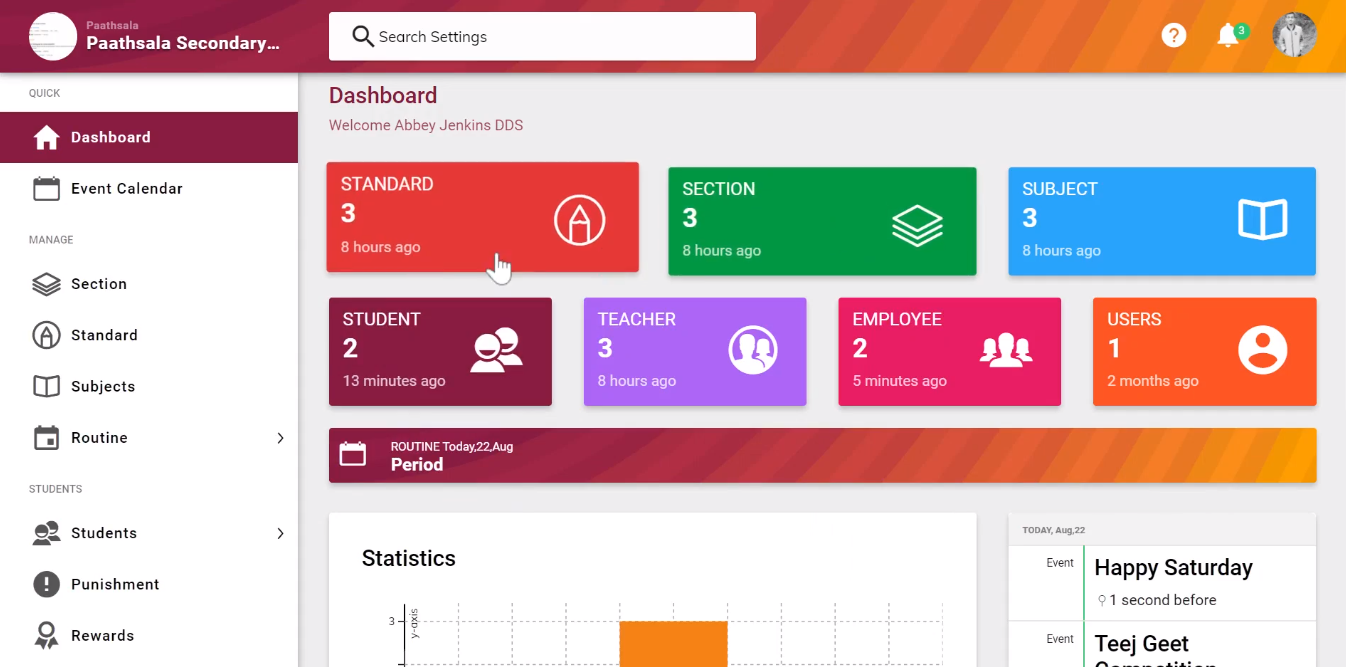 Paathsala
Paathsala Secondary...
Search Settings
?
3
QUICK
Dashboard
Event Calendar
MANAGE
Section
Standard
Subjects
Routine
STUDENTS
Students
Punishment
Rewards
Dashboard
Welcome Abbey Jenkins DDS
STANDARD
3
8 hours ago
SECTION
3
8 hours ago
SUBJECT
3
8 hours ago
STUDENT
2
13 minutes ago
TEACHER
3
8 hours ago
EMPLOYEE
2
5 minutes ago
USERS
1
2 months ago
ROUTINE Today,22,Aug
Period
Statistics
3
y-axis
TODAY, Aug,22
Event
Happy Saturday
1 second before
Event
Teej Geet
Competition